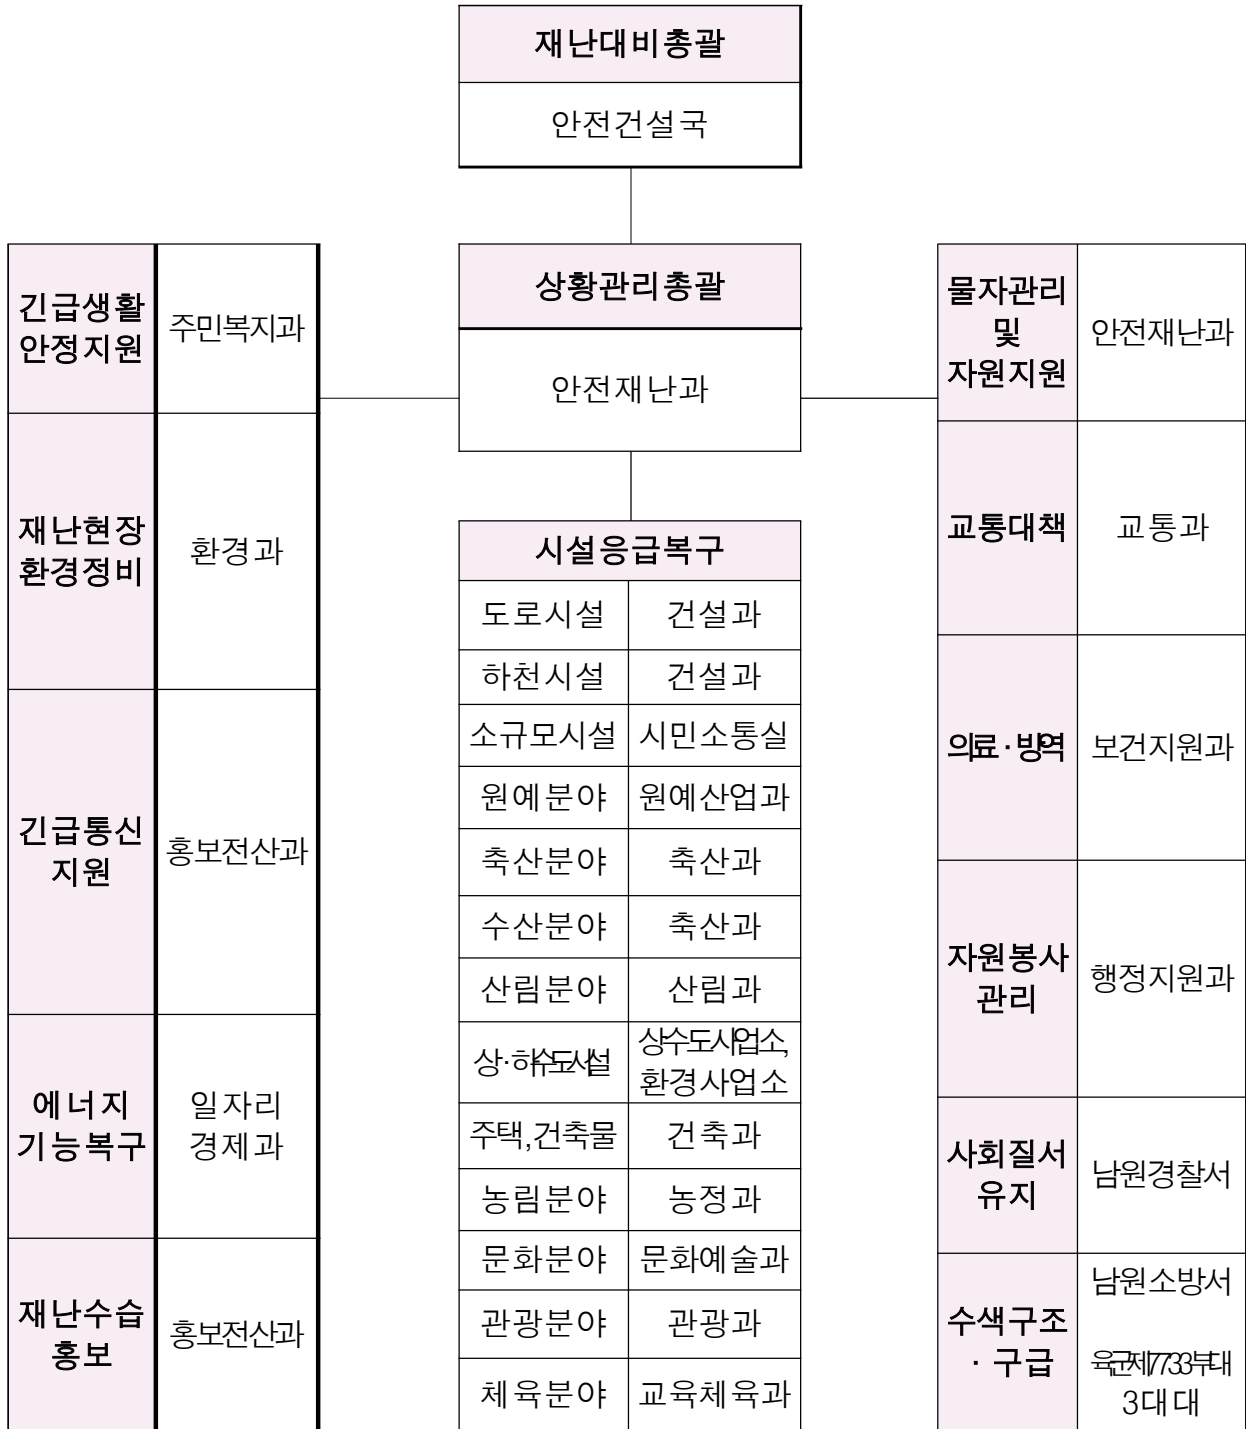 재난대비총괄
안전건설국
상황관리총괄
안전재난과
긴급생활
안정지원
주민복지과
재난현장
환경정비
환경과
긴급통신
지원
홍보전산과
에너지
기능복구
일자리
경제과
재난수습
홍보
홍보전산과
시설응급복구
도로시설 건설과
하천시설 건설과
소규모시설 시민소통실
원예분야 원예산업과
축산분야 축산과
수산분야 축산과
산림분야 산림과
상·하수도시설
상수도사업소,
환경사업소
주택,건축물 건축과
농림분야 농정과
문화분야 문화예술과
관광분야 관광과
체육분야 교육체육과
물자관리
및
자원지원
안전재난과
교통대책 교통과
의료·방역 보건지원과
자원봉사
관리
행정지원과
사회질서
유지
남원경찰서
수색구조
· 구급
남원소방서
육군제7733부대
3대대